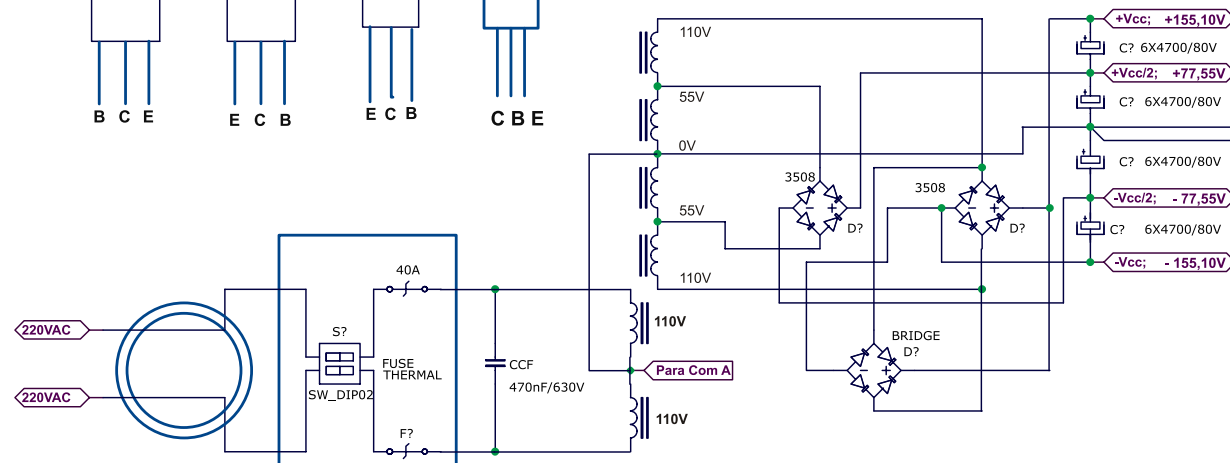 B C E
E C B
E C B
C B E
110V
55V
0V
55V
110V
+Vcc; +155,10V
C? 6X4700/80V
+Vcc/2; +77,55V
C? 6X4700/80V
C? 6X4700/80V
-Vcc/2; - 77,55V
C? 6X4700/80V
-Vcc; - 155,10V
3508
- +
D?
3508
- +
D?
BRIDGE
D?
- +
220VAC
220VAC
S?
SW_DIP02
40A
FUSE
THERMAL
F?
CCF
470nF/630V
110V
Para Com A
110V